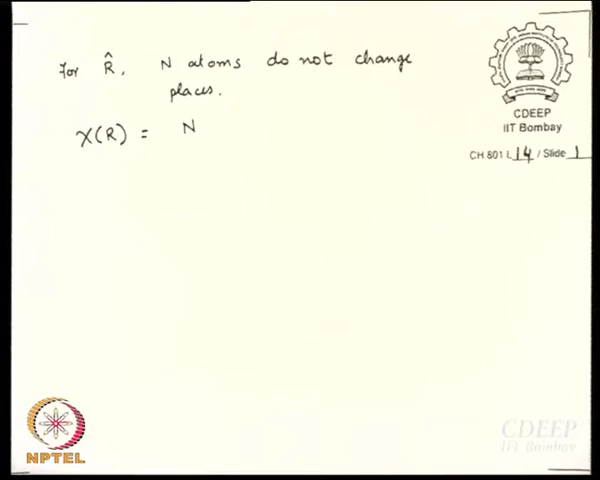 For R̂, N atoms do not change
places.
χ(R) = N
CDEEP
IIT Bombay
CH 801 L 14 / Slide 1
NPTEL
CDEEP
IIT Bombay